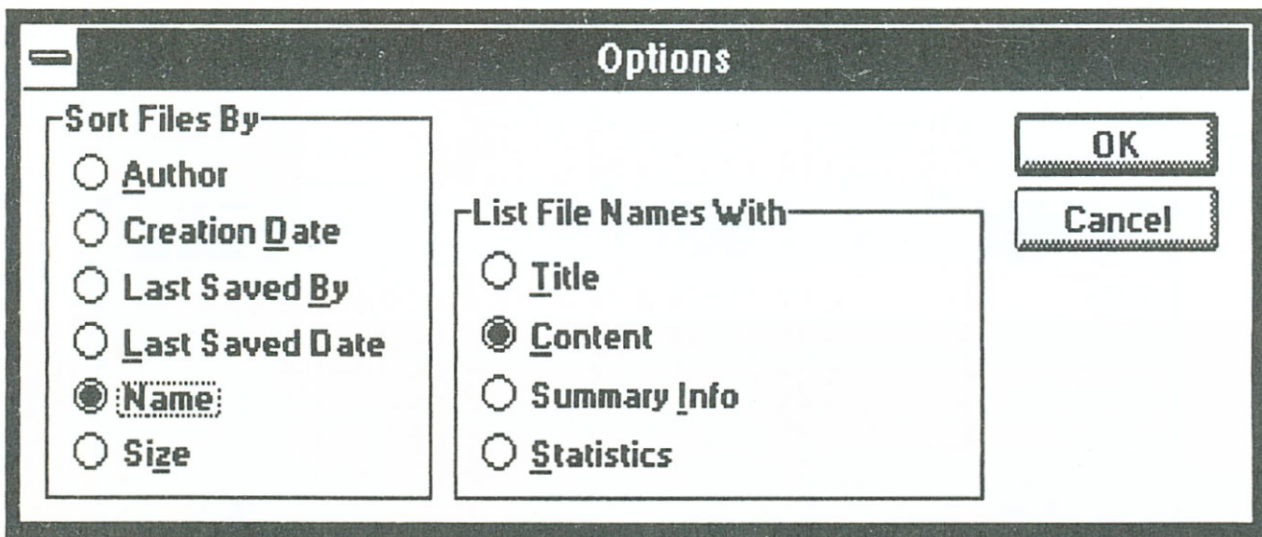 Options
Sort Files By
Author
Creation Date
Last Saved By
Last Saved Date
Name
Size
List File Names With
Title
Content
Summary Info
Statistics
OK
Cancel